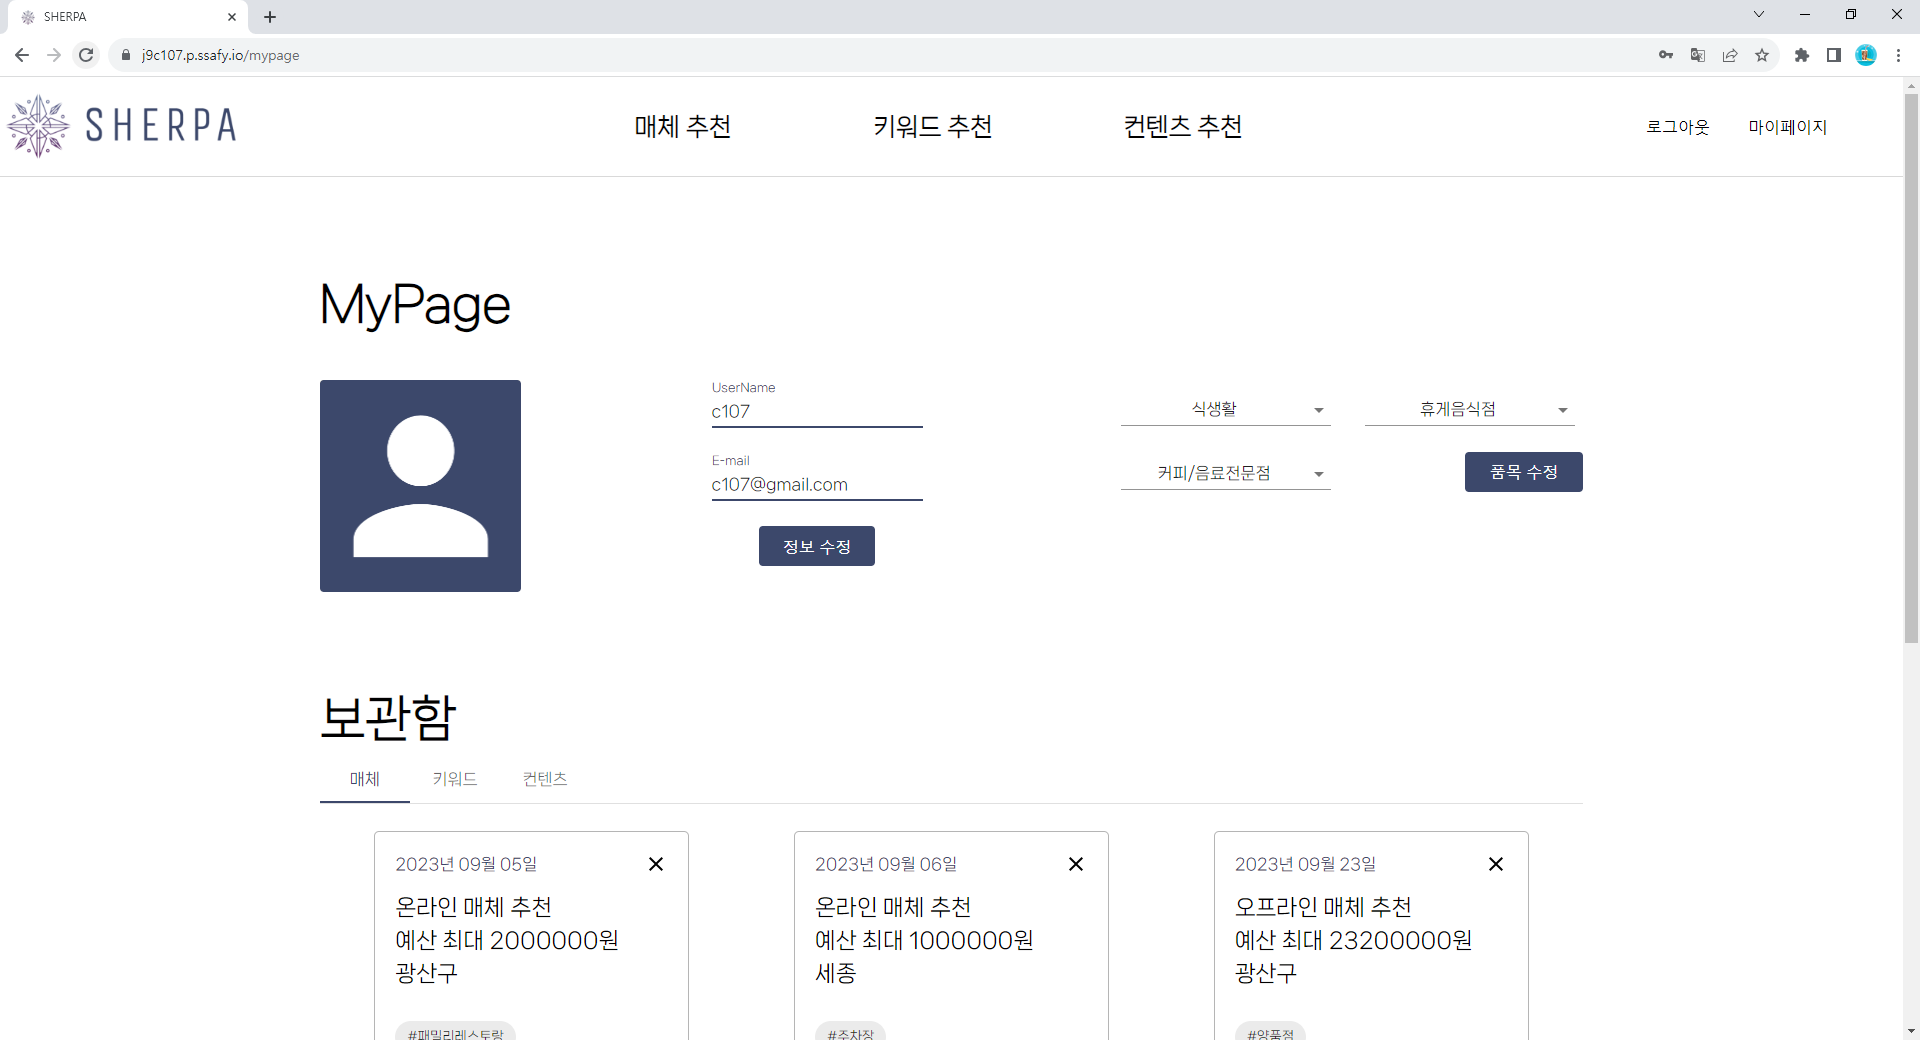 SHERPA
j9c107.p.ssafy.io/mypage
SHERPA
매체 추천
키워드 추천
컨텐츠 추천
로그아웃
마이페이지
MyPage
UserName
c107
E-mail
c107@gmail.com
정보 수정
식생활
휴게음식점
커피/음료전문점
품목 수정
보관함
매체
키워드
컨텐츠
2023년 09월 05일
온라인 매체 추천
예산 최대 2000000원
광산구
#패밀리레스토랑
2023년 09월 06일
온라인 매체 추천
예산 최대 1000000원
세종
#주차장
2023년 09월 23일
오프라인 매체 추천
예산 최대 23200000원
광산구
#양품점